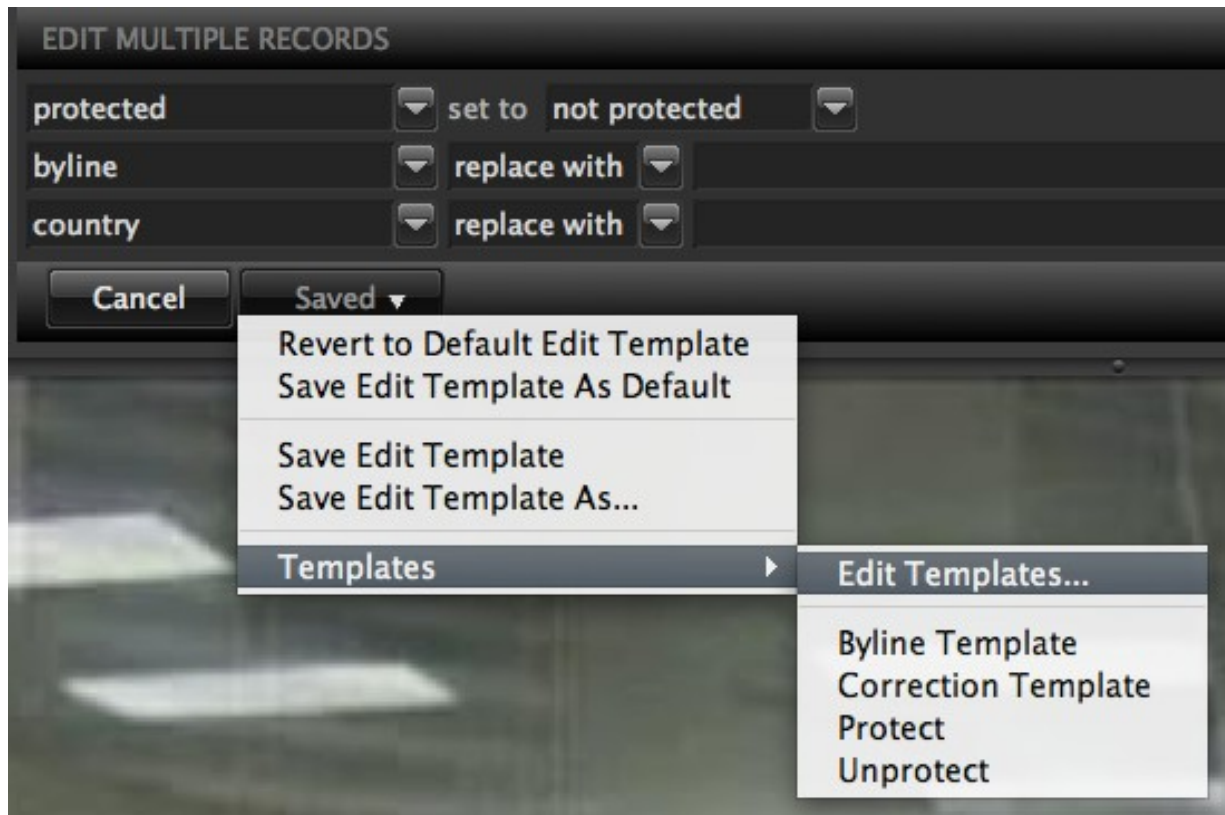 EDIT MULTIPLE RECORDS
protected set to not protected
byline replace with
country replace with
Cancel Saved
Revert to Default Edit Template
Save Edit Template As Default
Save Edit Template
Save Edit Template As...
Templates
Edit Templates...
Byline Template
Correction Template
Protect
Unprotect